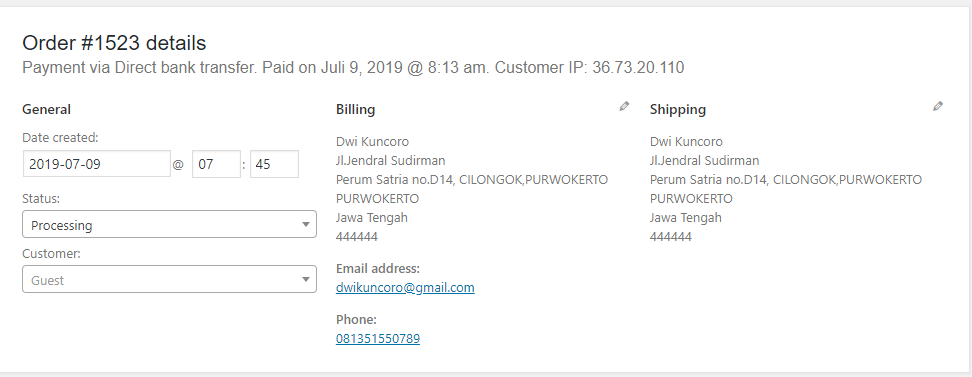 Order #1523 details
Payment via Direct bank transfer. Paid on Juli 9, 2019 @ 8:13 am. Customer IP: 36.73.20.110
General
Date created:
2019-07-09 @ 07 : 45
Status:
Processing
Customer:
Guest
Billing
Dwi Kuncoro
Jl.Jendral Sudirman
Perum Satria no.D14, CILONGOK,PURWOKERTO
PURWOKERTO
Jawa Tengah
444444
Email address:
dwikuncoro@gmail.com
Phone:
081351550789
Shipping
Dwi Kuncoro
Jl.Jendral Sudirman
Perum Satria no.D14, CILONGOK,PURWOKERTO
PURWOKERTO
Jawa Tengah
444444